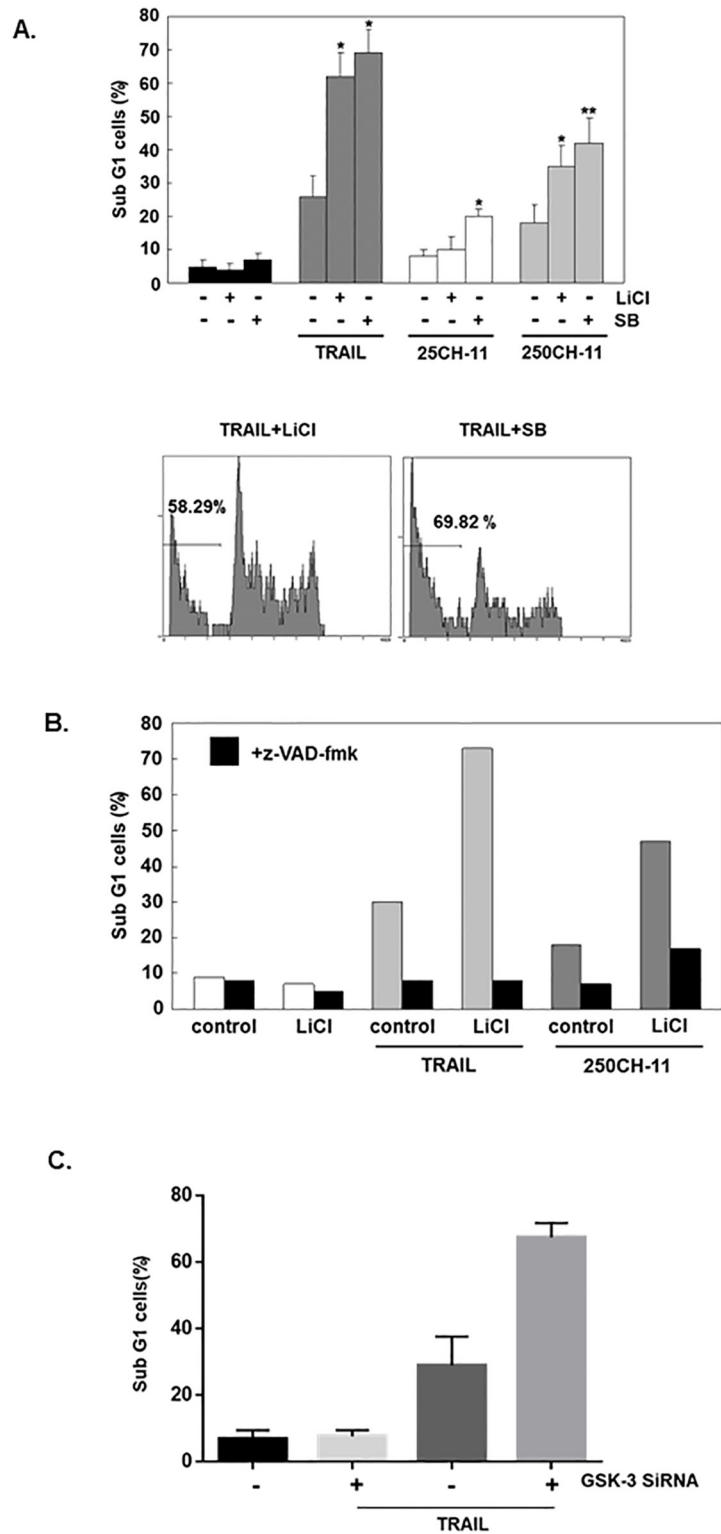 A.
Sub G1 cells (%)
80
70
60
50
40
30
20
10
0
* * * * **
- + - - + - - + - - + - LiCl
- - + - - + - - + - - + SB
TRAIL 25CH-11 250CH-11
TRAIL+LiCl TRAIL+SB
58.29% 69.82 %
B.
Sub G1 cells (%)
80
70
60
50
40
30
20
10
0
+z-VAD-fmk
control LiCl control LiCl control LiCl
TRAIL 250CH-11
C.
Sub G1 cells(%)
80
60
40
20
0
- + - + GSK-3 SiRNA
TRAIL